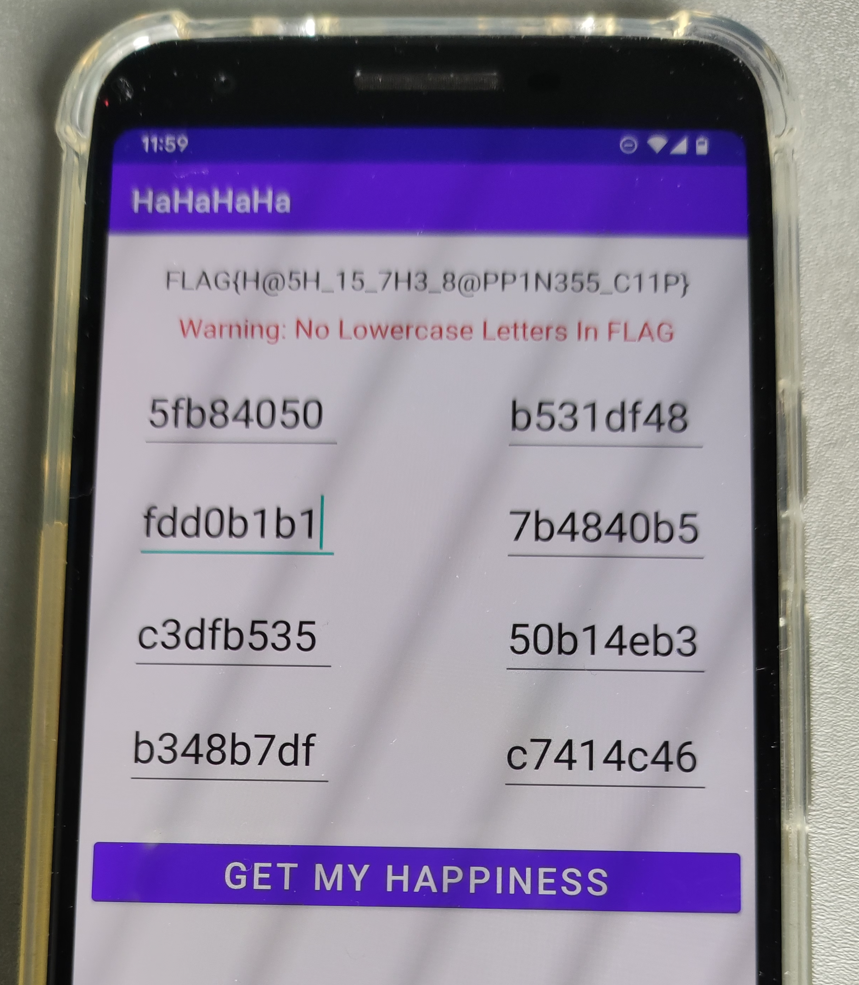 11:59
HaHaHaHa
FLAG{H@5H_15_7H3_8@PP1N355_C11P}
Warning: No Lowercase Letters In FLAG
5fb84050 b531df48
fdd0b1b1 7b4840b5
c3dfb535 50b14eb3
b348b7df c7414c46
GET MY HAPPINESS